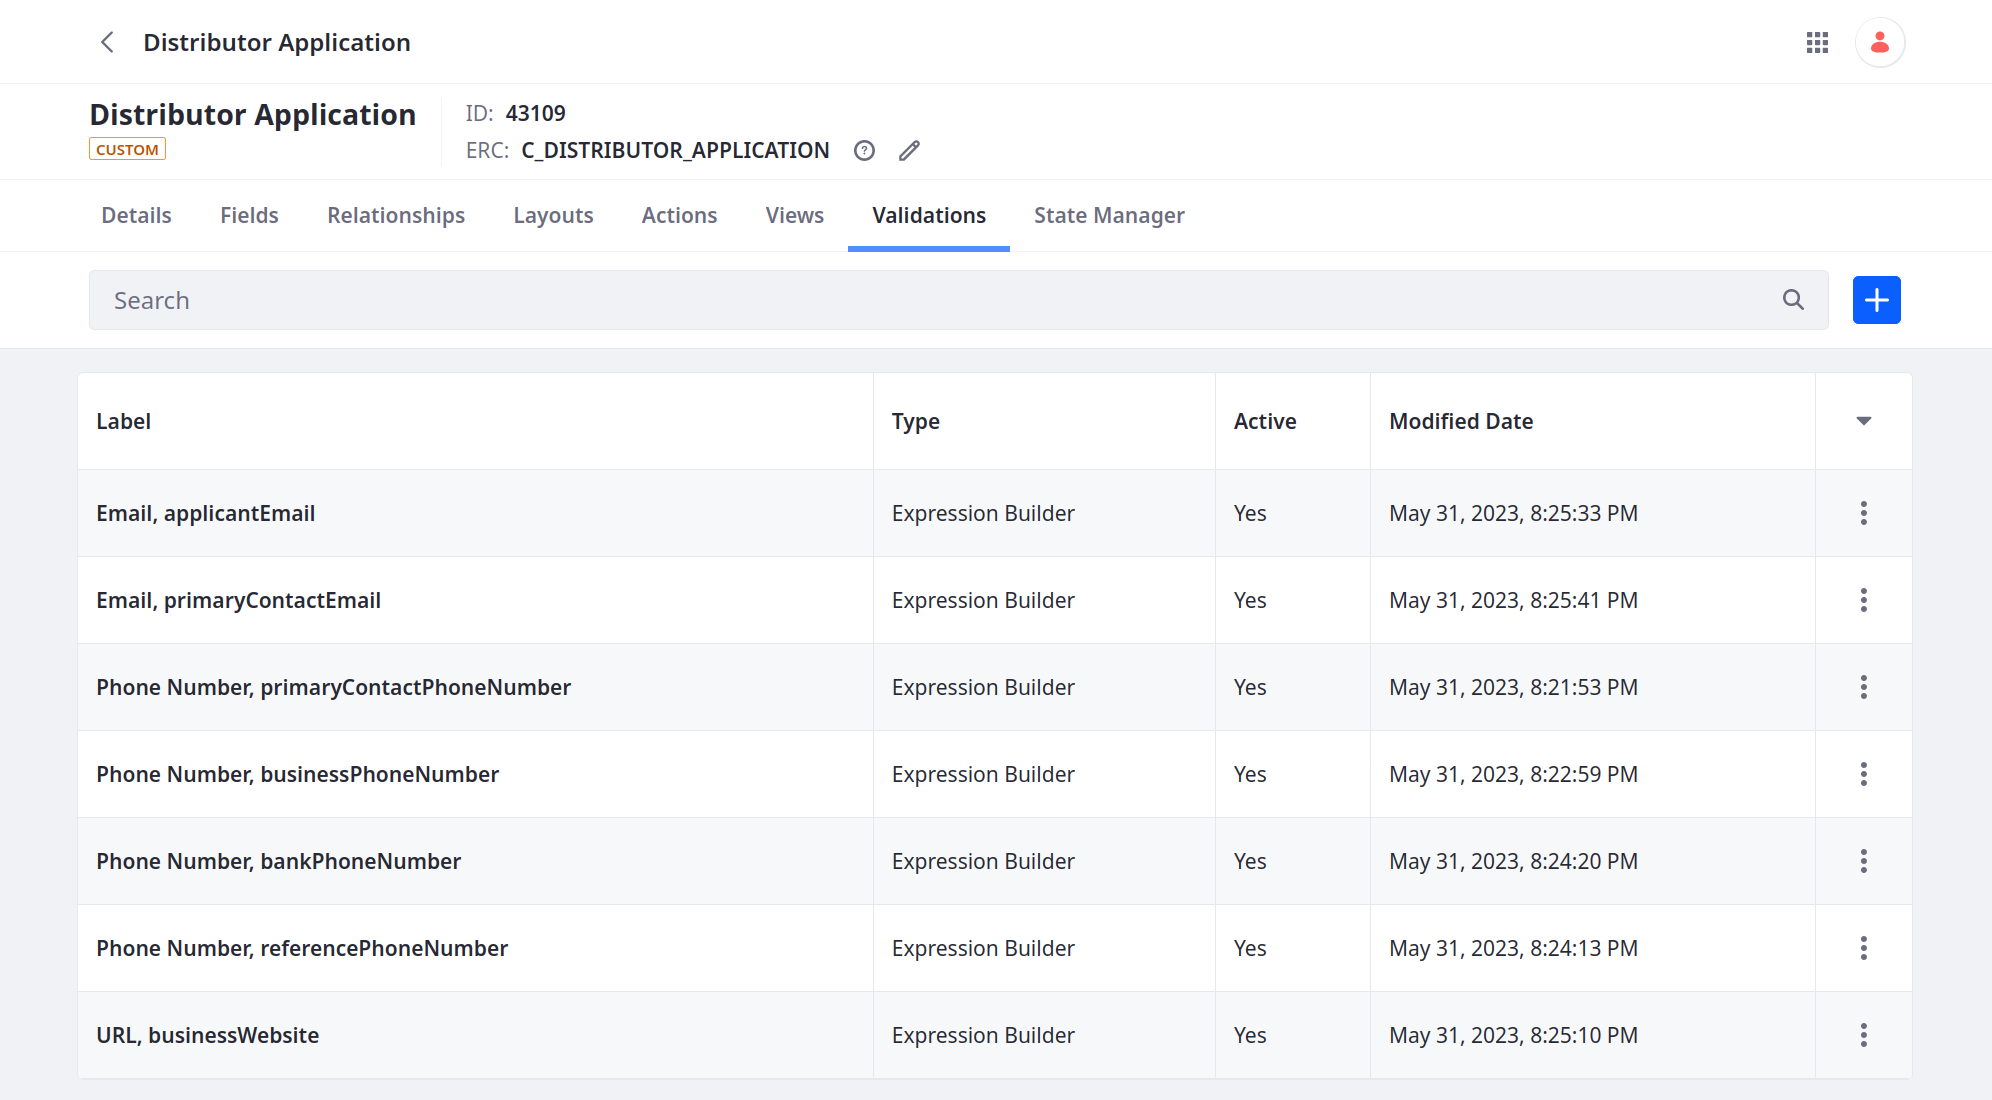 Distributor Application
Distributor Application
CUSTOM
ID: 43109
ERC: C_DISTRIBUTOR_APPLICATION
Details Fields Relationships Layouts Actions Views Validations State Manager
Search
Label Type Active Modified Date
Email, applicantEmail Expression Builder Yes May 31, 2023, 8:25:33 PM
Email, primaryContactEmail Expression Builder Yes May 31, 2023, 8:25:41 PM
Phone Number, primaryContactPhoneNumber Expression Builder Yes May 31, 2023, 8:21:53 PM
Phone Number, businessPhoneNumber Expression Builder Yes May 31, 2023, 8:22:59 PM
Phone Number, bankPhoneNumber Expression Builder Yes May 31, 2023, 8:24:20 PM
Phone Number, referencePhoneNumber Expression Builder Yes May 31, 2023, 8:24:13 PM
URL, businessWebsite Expression Builder Yes May 31, 2023, 8:25:10 PM